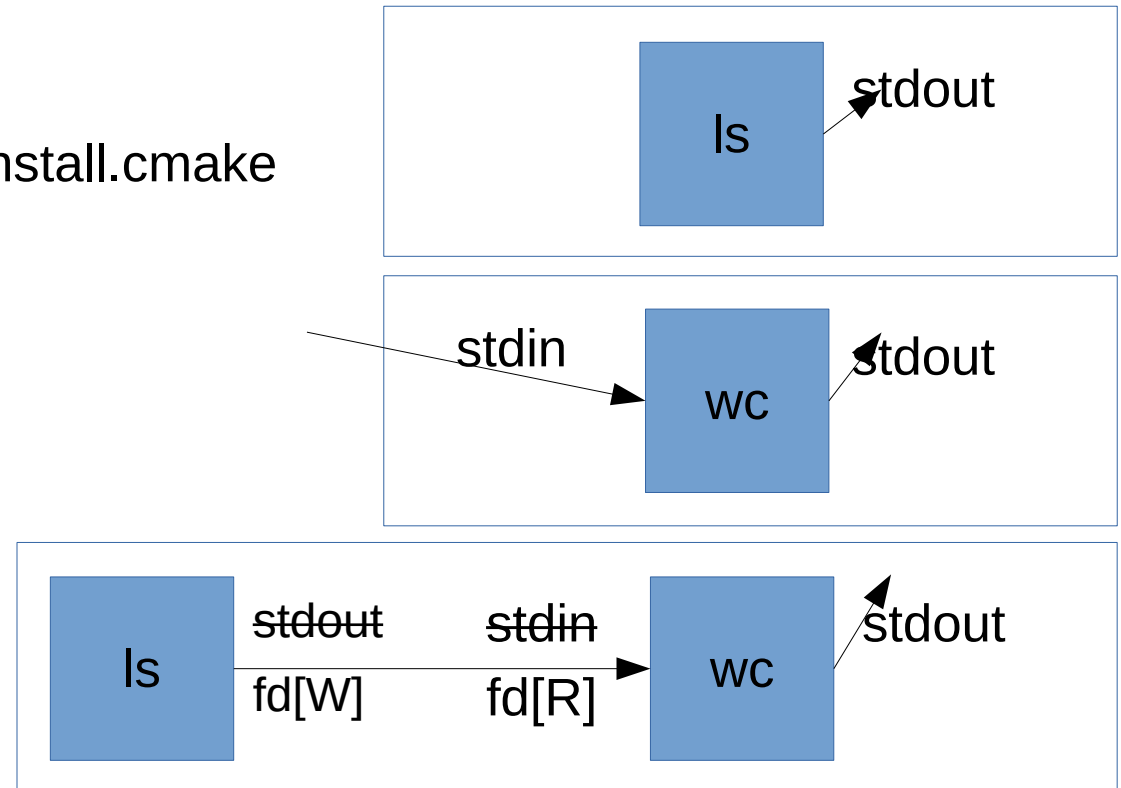 stdout
ls
nstall.cmake
stdin
stdout
wc
stdout
stdin
stdout
ls
wc
fd[W]
fd[R]